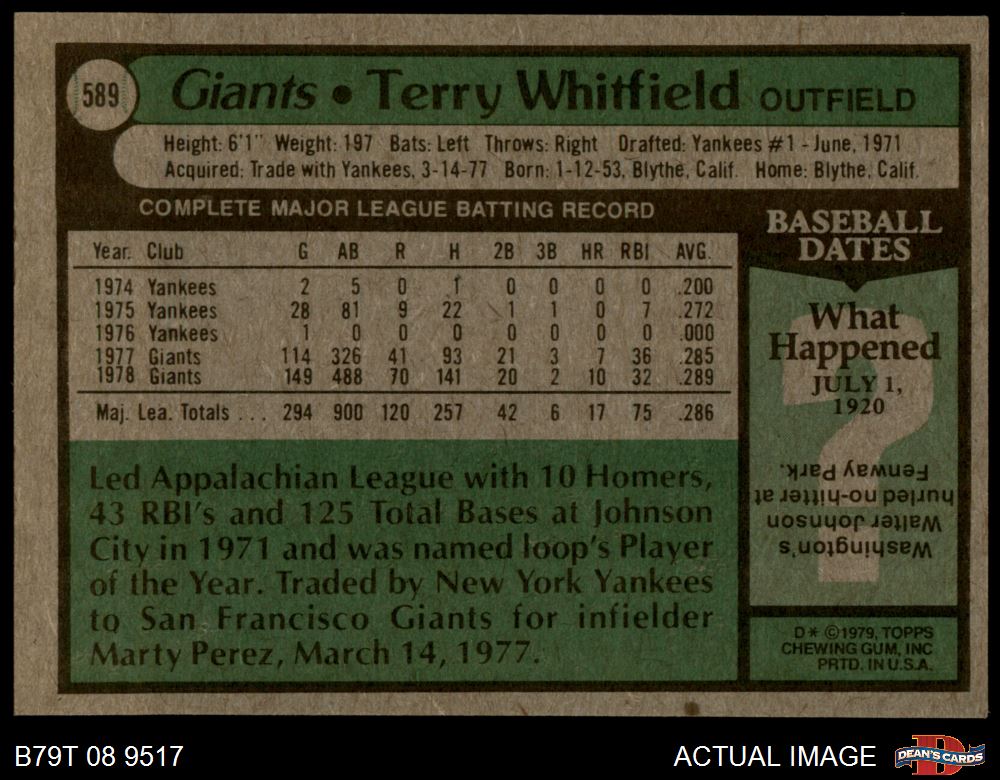 589
Giants • Terry Whitfield OUTFIELD
Height: 6'1" Weight: 197 Bats: Left Throws: Right Drafted: Yankees #1 - June, 1971
Acquired: Trade with Yankees, 3-14-77 Born: 1-12-53, Blythe, Calif. Home: Blythe, Calif.
COMPLETE MAJOR LEAGUE BATTING RECORD
Year. Club G AB R H 2B 3B HR RBI AVG.
1974 Yankees 2 5 0 1 0 0 0 0 .200
1975 Yankees 28 81 9 22 1 1 0 7 .272
1976 Yankees 1 0 0 0 0 0 0 0 .000
1977 Giants 114 326 41 93 21 3 7 36 .285
1978 Giants 149 488 70 141 20 2 10 32 .289
Maj. Lea. Totals ... 294 900 120 257 42 6 17 75 .286
Led Appalachian League with 10 Homers,
43 RBI's and 125 Total Bases at Johnson
City in 1971 and was named loop's Player
of the Year. Traded by New York Yankees
to San Francisco Giants for infielder
Marty Perez, March 14, 1977.
BASEBALL
DATES
What
Happened
JULY 1,
1920
?
Washington's
Walter Johnson
hurled no-hitter at
Fenway Park.
D* ©1979, TOPPS
CHEWING GUM, INC
PRTD. IN U.S.A.
B79T 08 9517
ACTUAL IMAGE
D
DEAN'S CARDS